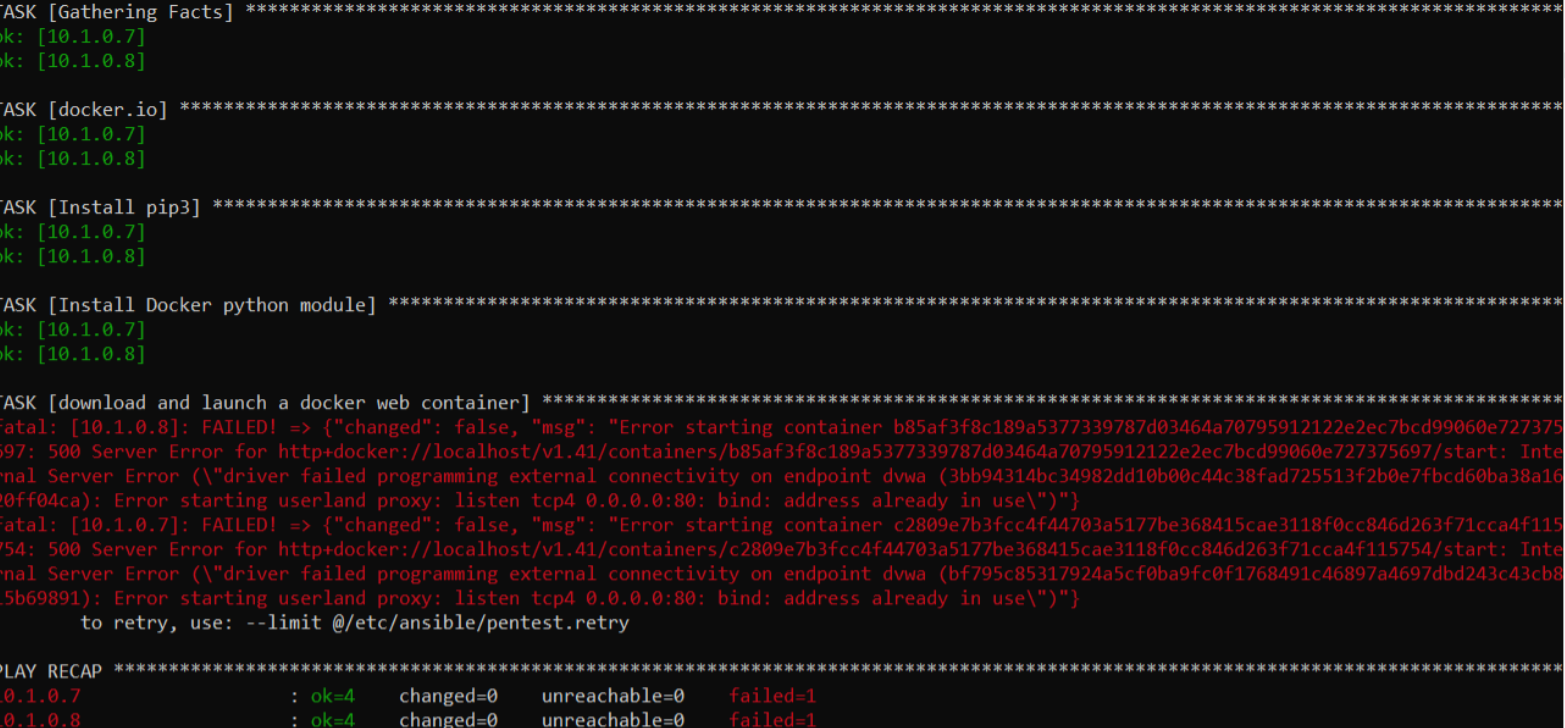 TASK [Gathering Facts] ************************************************************************************************************************
ok: [10.1.0.7]
ok: [10.1.0.8]
TASK [docker.io] ******************************************************************************************************************************
ok: [10.1.0.7]
ok: [10.1.0.8]
TASK [Install pip3] ***************************************************************************************************************************
ok: [10.1.0.7]
ok: [10.1.0.8]
TASK [Install Docker python module] ***********************************************************************************************************
ok: [10.1.0.7]
ok: [10.1.0.8]
TASK [download and launch a docker web container] *********************************************************************************************
fatal: [10.1.0.8]: FAILED! => {"changed": false, "msg": "Error starting container b85af3f8c189a5377339787d03464a70795912122e2ec7bcd99060e727375
697: 500 Server Error for http+docker://localhost/v1.41/containers/b85af3f8c189a5377339787d03464a70795912122e2ec7bcd99060e727375697/start: Inte
rnal Server Error (\"driver failed programming external connectivity on endpoint dvwa (3bb94314bc34982dd10b00c44c38fad725513f2b0e7fbcd60ba38a16
20ff04ca): Error starting userland proxy: listen tcp4 0.0.0.0:80: bind: address already in use\")"}
fatal: [10.1.0.7]: FAILED! => {"changed": false, "msg": "Error starting container c2809e7b3fcc4f44703a5177be368415cae3118f0cc846d263f71cca4f115
754: 500 Server Error for http+docker://localhost/v1.41/containers/c2809e7b3fcc4f44703a5177be368415cae3118f0cc846d263f71cca4f115754/start: Inte
rnal Server Error (\"driver failed programming external connectivity on endpoint dvwa (bf795c85317924a5cf0ba9fc0f1768491c46897a4697dbd243c43cb8
15b69891): Error starting userland proxy: listen tcp4 0.0.0.0:80: bind: address already in use\")"}
to retry, use: --limit @/etc/ansible/pentest.retry
PLAY RECAP ************************************************************************************************************************************
10.1.0.7 : ok=4 changed=0 unreachable=0 failed=1
10.1.0.8 : ok=4 changed=0 unreachable=0 failed=1